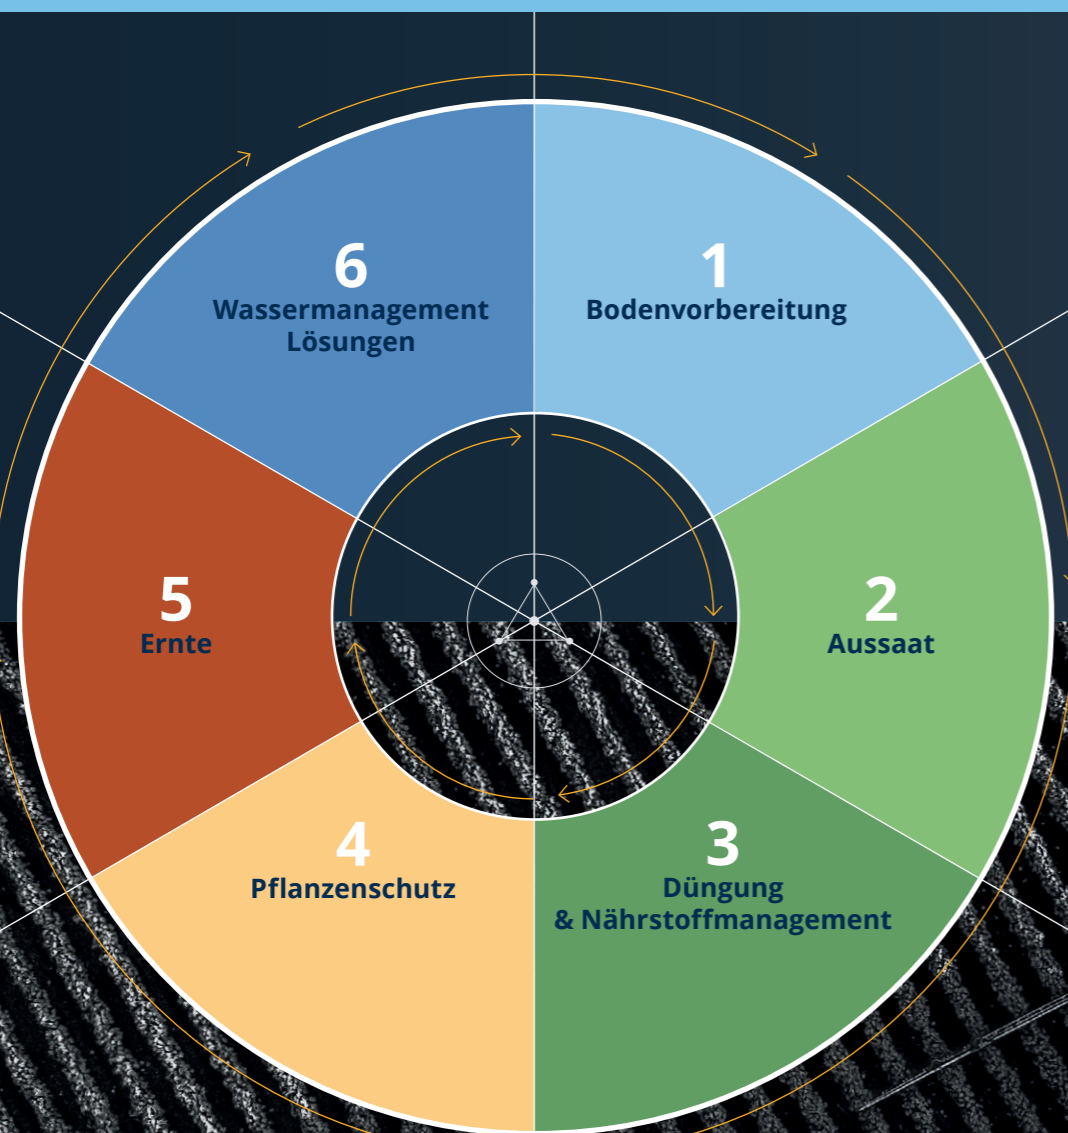 1
Bodenvorbereitung
2
Aussaat
3
Düngung
& Nährstoffmanagement
4
Pflanzenschutz
5
Ernte
6
Wassermanagement
Lösungen